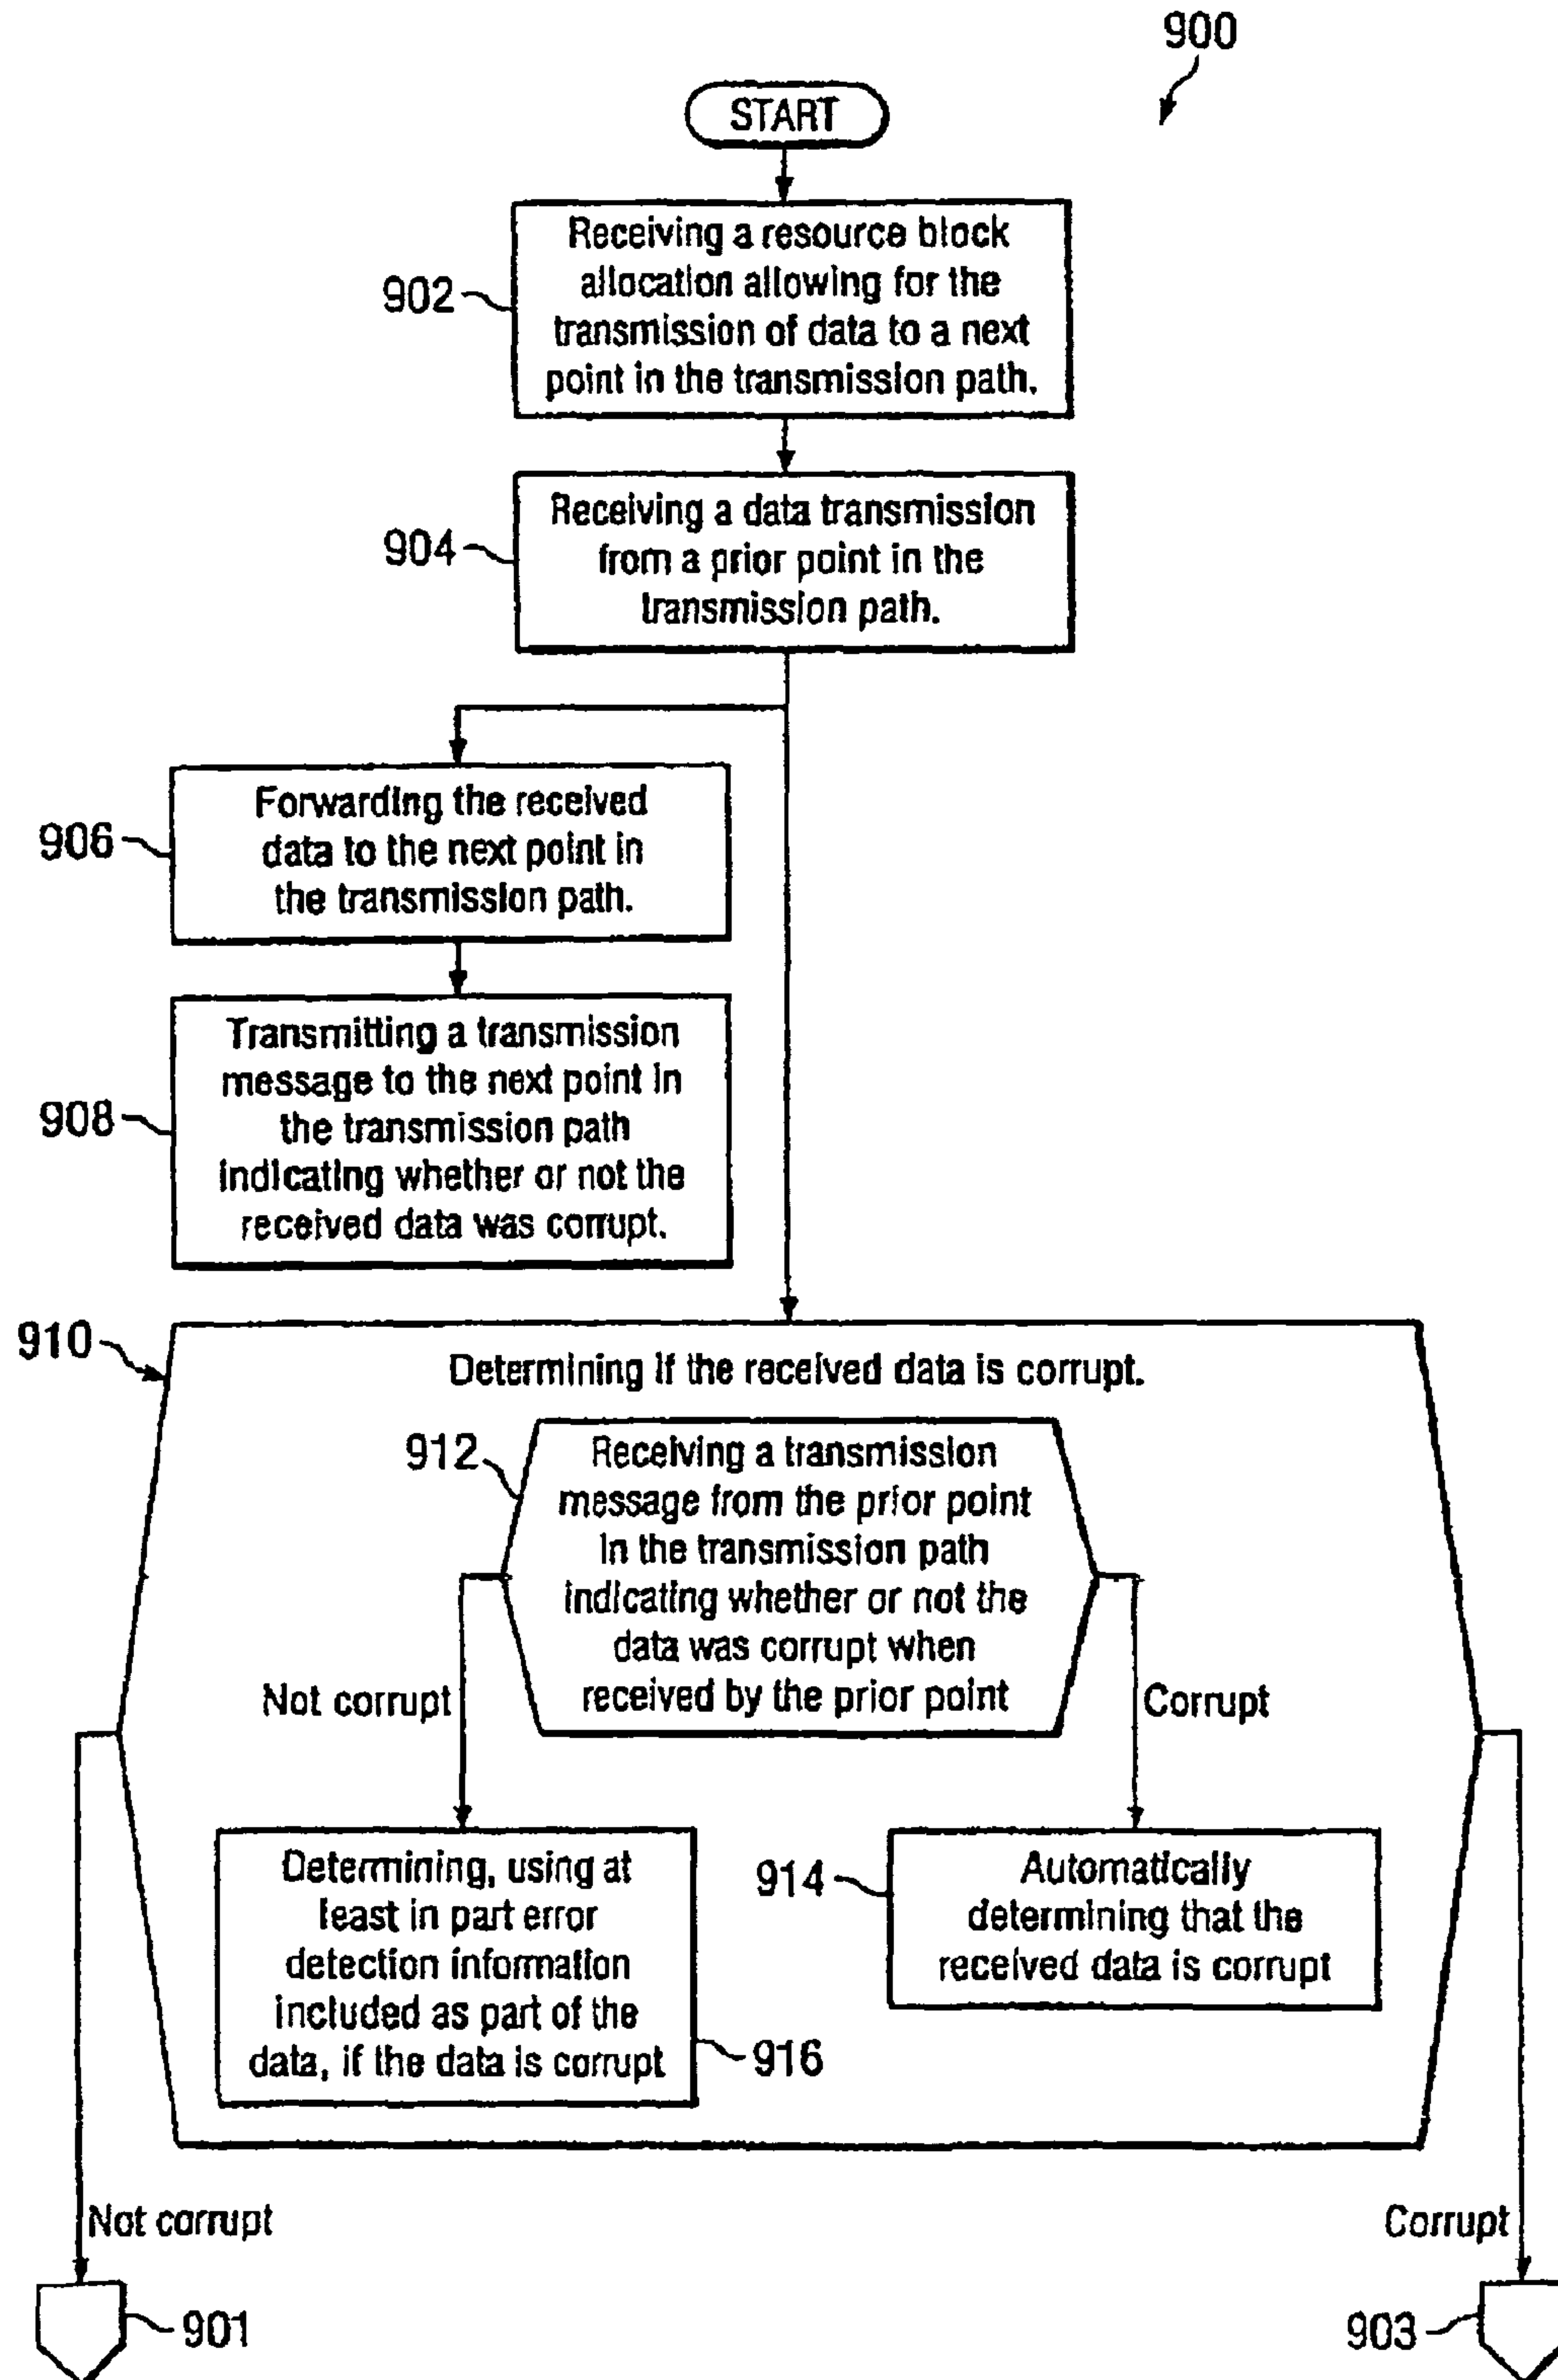 900
START
902
Receiving a resource block
allocation allowing for the
transmission of data to a next
point in the transmission path.
904
Receiving a data transmission
from a prior point in the
transmission path.
906
Forwarding the received
data to the next point in
the transmission path.
908
Transmitting a transmission
message to the next point in
the transmission path
indicating whether or not the
received data was corrupt.
910
Determining if the received data is corrupt.
912
Receiving a transmission
message from the prior point
in the transmission path
indicating whether or not the
data was corrupt when
received by the prior point
Not corrupt
Corrupt
Determining, using at
least in part error
detection information
included as part of the
data, if the data is corrupt
916
914
Automatically
determining that the
received data is corrupt
Not corrupt
Corrupt
901
903